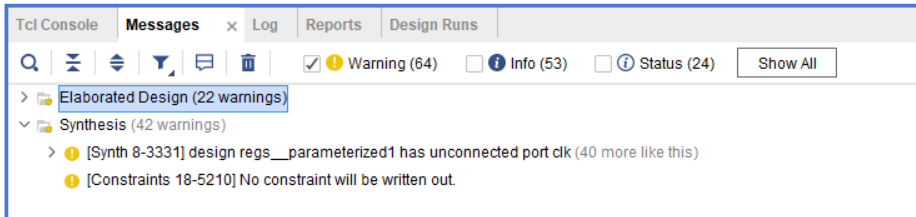 Tcl Console Messages × Log Reports Design Runs
Warning (64) Info (53) Status (24) Show All
Elaborated Design (22 warnings)
Synthesis (42 warnings)
[Synth 8-3331] design regs__parameterized1 has unconnected port clk (40 more like this)
[Constraints 18-5210] No constraint will be written out.